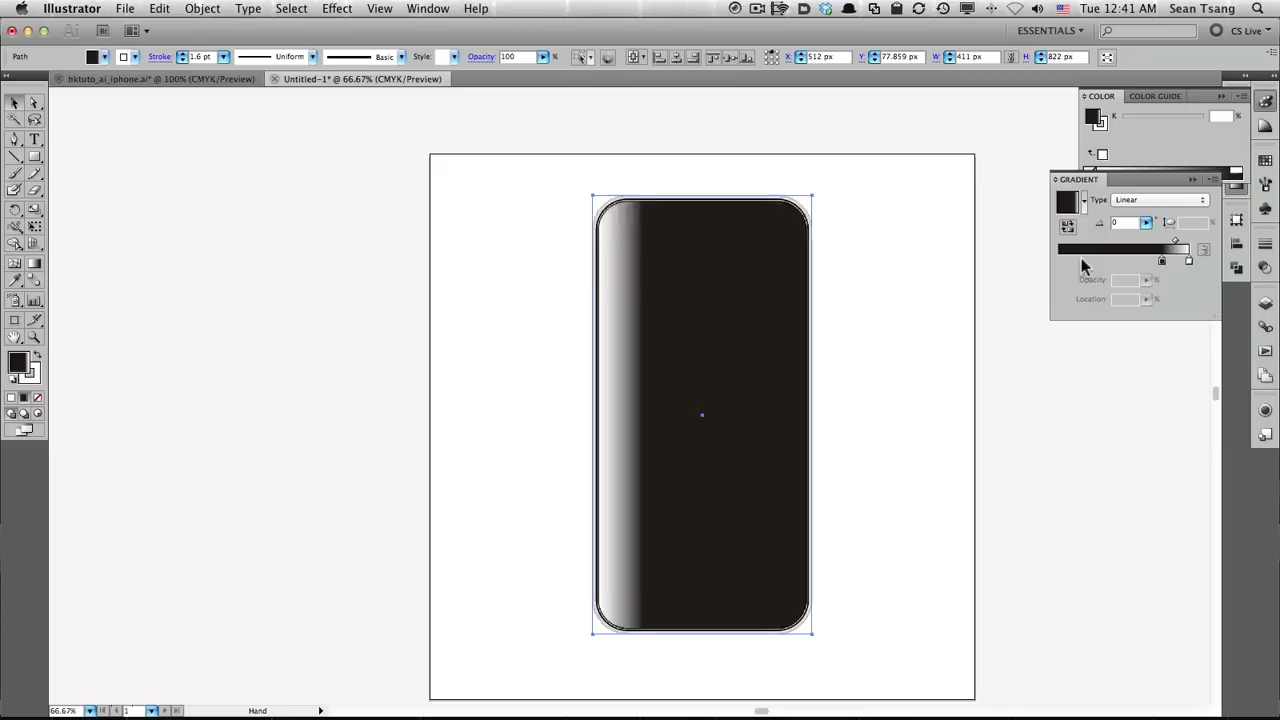 Illustrator File Edit Object Type Select Effect View Window Help Tue 12:41 AM Sean Tsang
Ai Br ESSENTIALS CS Live
Path Stroke: 1.6 pt Uniform Basic Style: Opacity: 100 % X: 512 px Y: 77.859 px W: 411 px H: 822 px
hktuto_ai_iphone.ai* @ 100% (CMYK/Preview) Untitled-1* @ 66.67% (CMYK/Preview)
COLOR COLOR GUIDE
K %
GRADIENT
Type Linear
0 ° %
Opacity: %
Location: %
66.67% 1 Hand